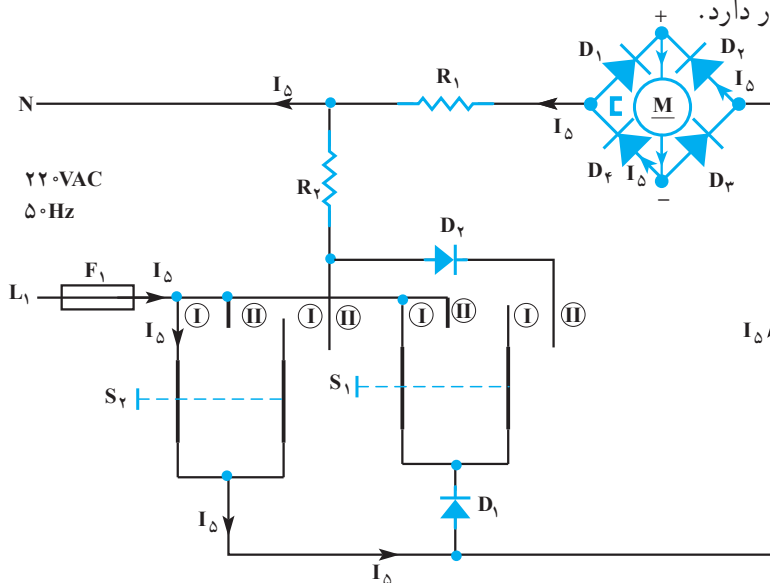 ر دارد.
+
D۱ D۲
R۱ I۵
N I۵ M
I۵
۲۲۰VAC R۲ D۴ I۵ D۳
۵۰Hz −
D۲
F۱ I۵
L۱
I II I II I II I II
I۵ I۵
S۲ S۱
D۱
I۵
I۵